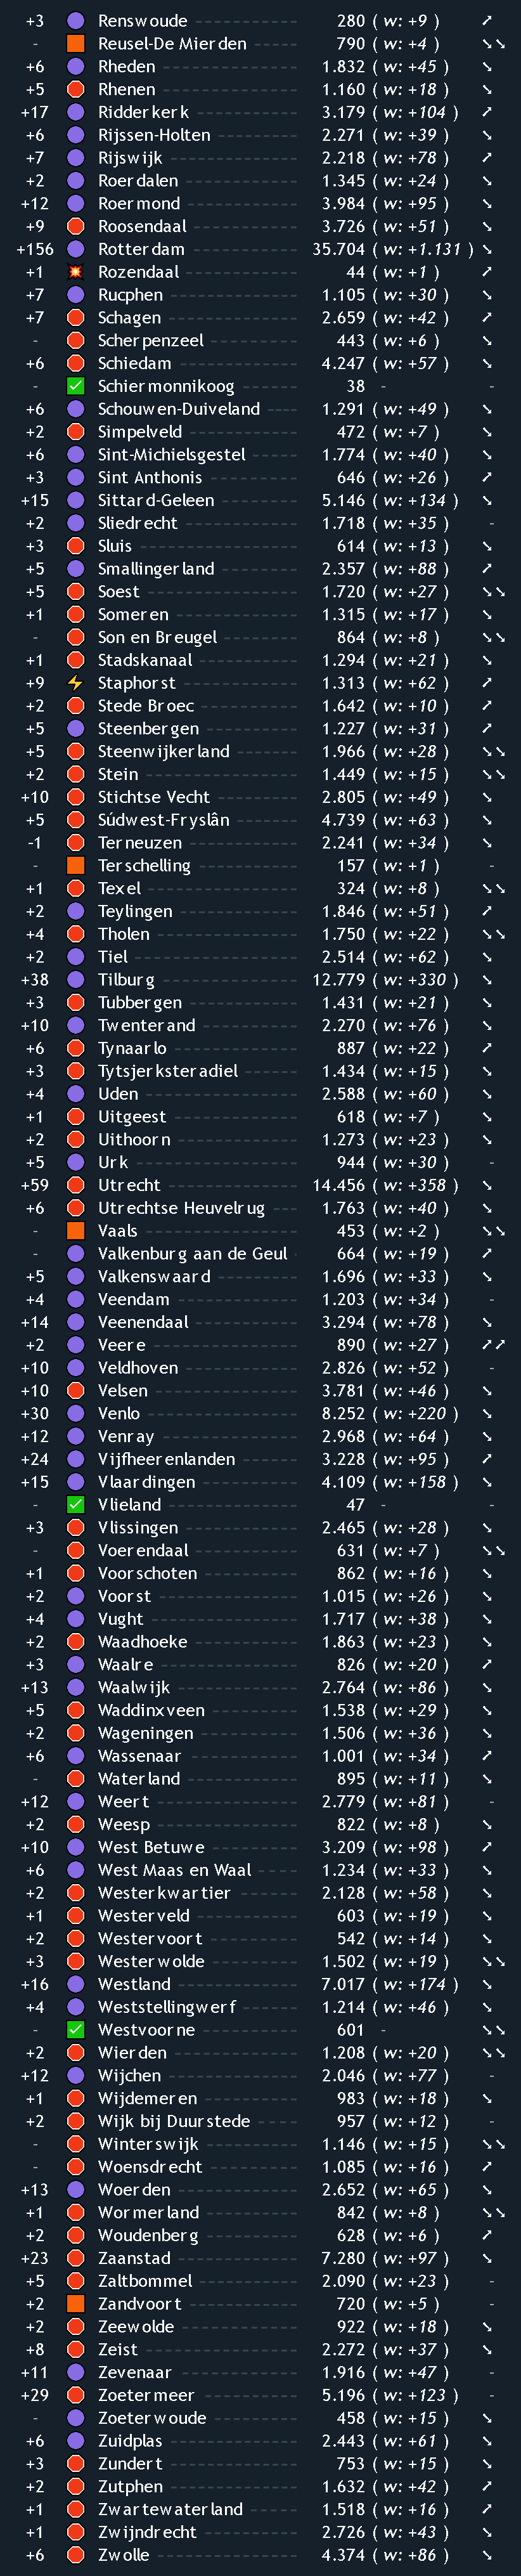 +3 Renswoude 280 ( w: +9 )
- Reusel-De Mierden 790 ( w: +4 )
+6 Rheden 1.832 ( w: +45 )
+5 Rhenen 1.160 ( w: +18 )
+17 Ridderkerk 3.179 ( w: +104 )
+6 Rijssen-Holten 2.271 ( w: +39 )
+7 Rijswijk 2.218 ( w: +78 )
+2 Roerdalen 1.345 ( w: +24 )
+12 Roermond 3.984 ( w: +95 )
+9 Roosendaal 3.726 ( w: +51 )
+156 Rotterdam 35.704 ( w: +1.131 )
+1 Rozendaal 44 ( w: +1 )
+7 Rucphen 1.105 ( w: +30 )
+7 Schagen 2.659 ( w: +42 )
- Scherpenzeel 443 ( w: +6 )
+6 Schiedam 4.247 ( w: +57 )
- Schiermonnikoog 38 - -
+6 Schouwen-Duiveland 1.291 ( w: +49 )
+2 Simpelveld 472 ( w: +7 )
+6 Sint-Michielsgestel 1.774 ( w: +40 )
+3 Sint Anthonis 646 ( w: +26 )
+15 Sittard-Geleen 5.146 ( w: +134 )
+2 Sliedrecht 1.718 ( w: +35 ) -
+3 Sluis 614 ( w: +13 )
+5 Smallingerland 2.357 ( w: +88 )
+5 Soest 1.720 ( w: +27 )
+1 Someren 1.315 ( w: +17 )
- Son en Breugel 864 ( w: +8 )
+1 Stadskanaal 1.294 ( w: +21 )
+9 Staphorst 1.313 ( w: +62 )
+2 Stede Broec 1.642 ( w: +10 )
+5 Steenbergen 1.227 ( w: +31 )
+5 Steenwijkerland 1.966 ( w: +28 )
+2 Stein 1.449 ( w: +15 )
+10 Stichtse Vecht 2.805 ( w: +49 )
+5 Súdwest-Fryslân 4.739 ( w: +63 )
-1 Terneuzen 2.241 ( w: +34 )
- Terschelling 157 ( w: +1 ) -
+1 Texel 324 ( w: +8 )
+2 Teylingen 1.846 ( w: +51 )
+4 Tholen 1.750 ( w: +22 )
+2 Tiel 2.514 ( w: +62 )
+38 Tilburg 12.779 ( w: +330 )
+3 Tubbergen 1.431 ( w: +21 )
+10 Twenterand 2.270 ( w: +76 )
+6 Tynaarlo 887 ( w: +22 )
+3 Tytsjerksteradiel 1.434 ( w: +15 )
+4 Uden 2.588 ( w: +60 )
+1 Uitgeest 618 ( w: +7 )
+2 Uithoorn 1.273 ( w: +23 )
+5 Urk 944 ( w: +30 ) -
+59 Utrecht 14.456 ( w: +358 )
+6 Utrechtse Heuvelrug 1.763 ( w: +40 )
- Vaals 453 ( w: +2 )
- Valkenburg aan de Geul 664 ( w: +19 )
+5 Valkenswaard 1.696 ( w: +33 )
+4 Veendam 1.203 ( w: +34 ) -
+14 Veenendaal 3.294 ( w: +78 )
+2 Veere 890 ( w: +27 )
+10 Veldhoven 2.826 ( w: +52 ) -
+10 Velsen 3.781 ( w: +46 )
+30 Venlo 8.252 ( w: +220 )
+12 Venray 2.968 ( w: +64 )
+24 Vijfheerenlanden 3.228 ( w: +95 )
+15 Vlaardingen 4.109 ( w: +158 )
- Vlieland 47 - -
+3 Vlissingen 2.465 ( w: +28 )
- Voerendaal 631 ( w: +7 )
+1 Voorschoten 862 ( w: +16 )
+2 Voorst 1.015 ( w: +26 )
+4 Vught 1.717 ( w: +38 )
+2 Waadhoeke 1.863 ( w: +23 )
+3 Waalre 826 ( w: +20 )
+13 Waalwijk 2.764 ( w: +86 )
+5 Waddinxveen 1.538 ( w: +29 )
+2 Wageningen 1.506 ( w: +36 )
+6 Wassenaar 1.001 ( w: +34 )
- Waterland 895 ( w: +11 )
+12 Weert 2.779 ( w: +81 ) -
+2 Weesp 822 ( w: +8 )
+10 West Betuwe 3.209 ( w: +98 )
+6 West Maas en Waal 1.234 ( w: +33 )
+2 Westerkwartier 2.128 ( w: +58 )
+1 Westerveld 603 ( w: +19 )
+2 Westervoort 542 ( w: +14 )
+3 Westerwolde 1.502 ( w: +19 )
+16 Westland 7.017 ( w: +174 )
+4 Weststellingwerf 1.214 ( w: +46 )
- Westvoorne 601 -
+2 Wierden 1.208 ( w: +20 )
+12 Wijchen 2.046 ( w: +77 ) -
+1 Wijdemeren 983 ( w: +18 )
+2 Wijk bij Duurstede 957 ( w: +12 ) -
- Winterswijk 1.146 ( w: +15 )
- Woensdrecht 1.085 ( w: +16 )
+13 Woerden 2.652 ( w: +65 )
+1 Wormerland 842 ( w: +8 )
+2 Woudenberg 628 ( w: +6 )
+23 Zaanstad 7.280 ( w: +97 )
+5 Zaltbommel 2.090 ( w: +23 ) -
+2 Zandvoort 720 ( w: +5 ) -
+2 Zeewolde 922 ( w: +18 )
+8 Zeist 2.272 ( w: +37 )
+11 Zevenaar 1.916 ( w: +47 ) -
+29 Zoetermeer 5.196 ( w: +123 ) -
- Zoeterwoude 458 ( w: +15 )
+6 Zuidplas 2.443 ( w: +61 )
+3 Zundert 753 ( w: +15 )
+2 Zutphen 1.632 ( w: +42 )
+1 Zwartewaterland 1.518 ( w: +16 )
+1 Zwijndrecht 2.726 ( w: +43 )
+6 Zwolle 4.374 ( w: +86 )